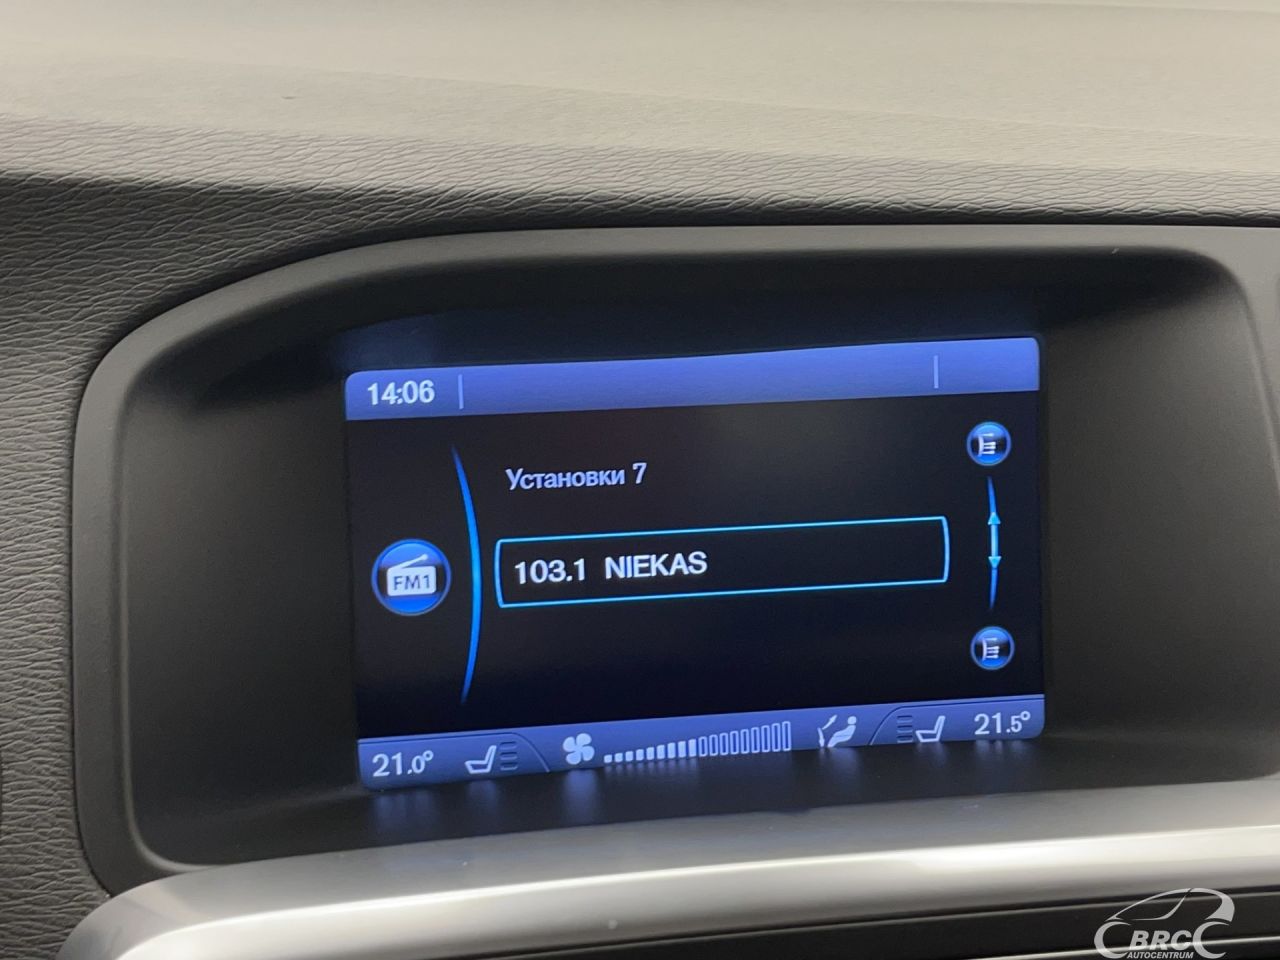 14:06
Установки 7
FM1
103.1 NIEKAS
21.0°
21.5°
BRC
AUTOCENTRUM